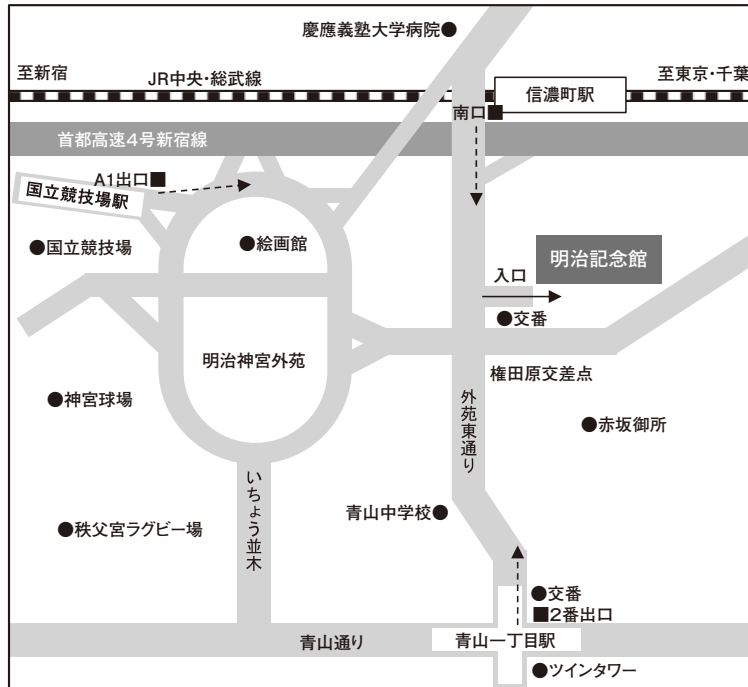 慶應義塾大学病院
至新宿
JR中央・総武線
信濃町駅
至東京・千葉
南口
首都高速4号新宿線
A1出口
国立競技場駅
国立競技場
絵画館
明治記念館
入口
交番
明治神宮外苑
権田原交差点
神宮球場
外苑東通り
赤坂御所
いちょう並木
秩父宮ラグビー場
青山中学校
交番
2番出口
青山通り
青山一丁目駅
ツインタワー